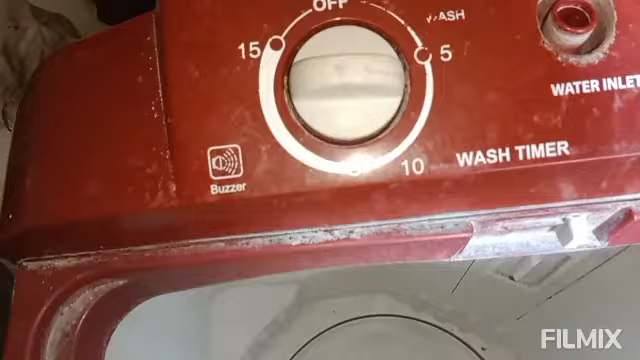 OFF
WASH
15
5
WATER INLET
10
WASH TIMER
Buzzer
FILMIX